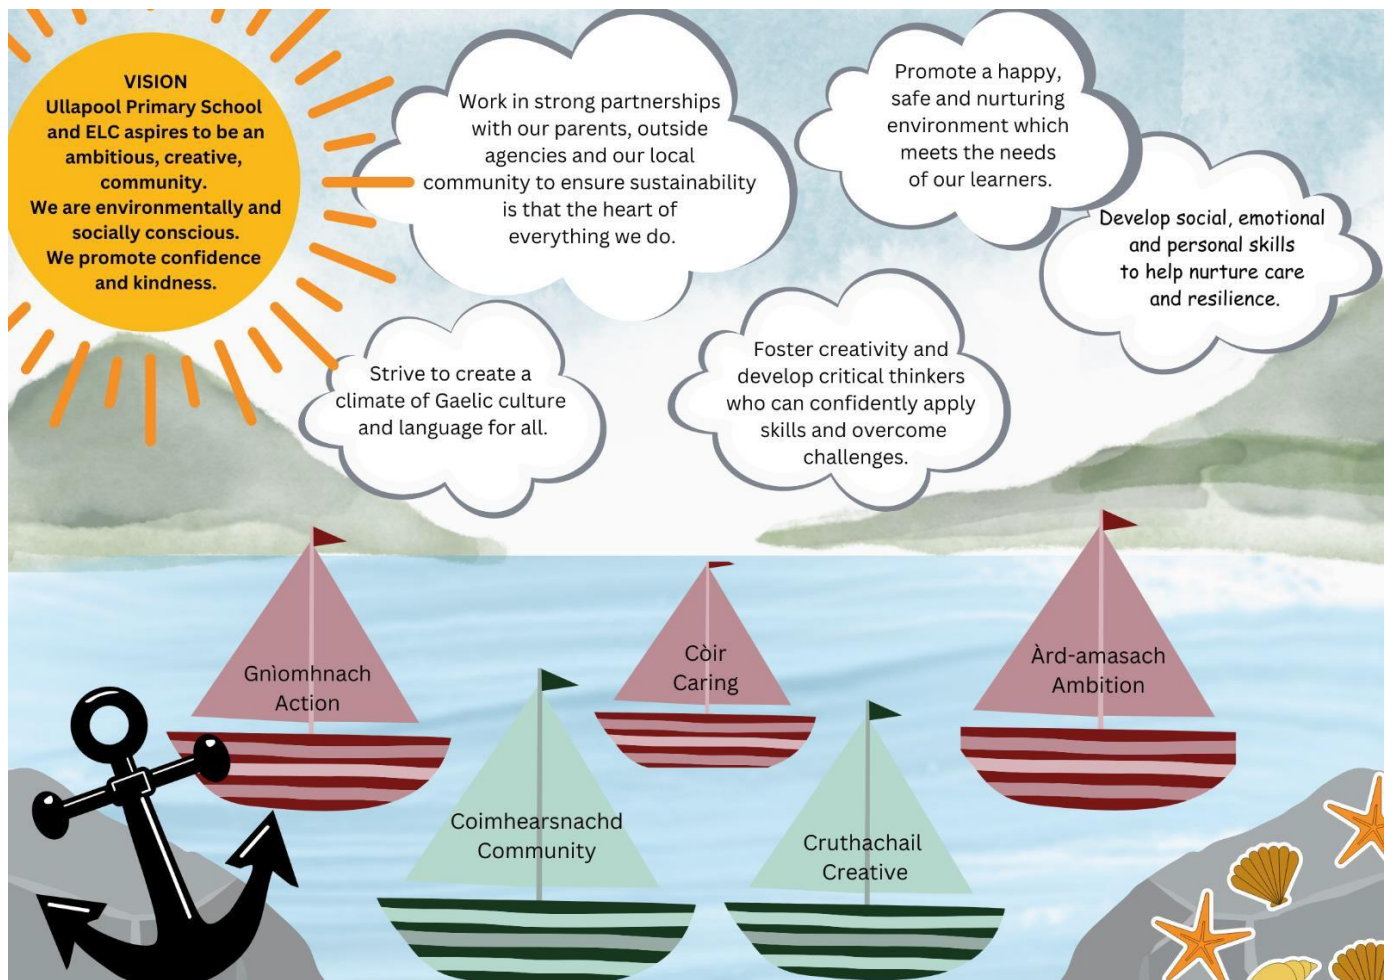 VISION
Ullapool Primary School
and ELC aspires to be an
ambitious, creative,
community.
We are environmentally and
socially conscious.
We promote confidence
and kindness.
Work in strong partnerships
with our parents, outside
agencies and our local
community to ensure sustainability
is that the heart of
everything we do.
Promote a happy,
safe and nurturing
environment which
meets the needs
of our learners.
Develop social, emotional
and personal skills
to help nurture care
and resilience.
Strive to create a
climate of Gaelic culture
and language for all.
Foster creativity and
develop critical thinkers
who can confidently apply
skills and overcome
challenges.
Gnìomhnach
Action
Còir
Caring
Àrd-amasach
Ambition
Coimhearsnachd
Community
Cruthachail
Creative